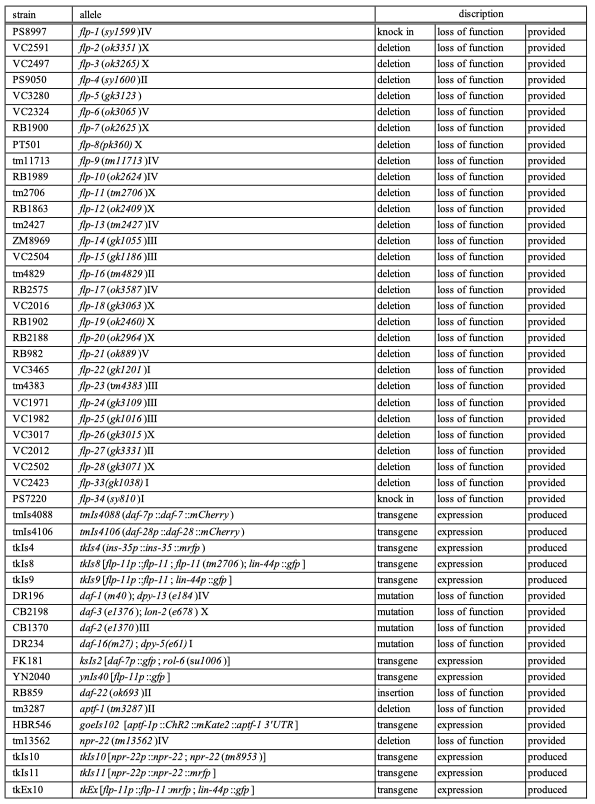 strain allele discription
PS8997 flp-1 (sy1599)IV knock in loss of function provided
VC2591 flp-2 (ok3351)X deletion loss of function provided
VC2497 flp-3 (ok3265)X deletion loss of function provided
PS9050 flp-4 (sy1600)II deletion loss of function provided
VC3280 flp-5 (gk3123) deletion loss of function provided
VC2324 flp-6 (ok3065)V deletion loss of function provided
RB1900 flp-7 (ok2625)X deletion loss of function provided
PT501 flp-8(pk360) X deletion loss of function provided
tm11713 flp-9 (tm11713)IV deletion loss of function provided
RB1989 flp-10 (ok2624)IV deletion loss of function provided
tm2706 flp-11 (tm2706)X deletion loss of function provided
RB1863 flp-12 (ok2409)X deletion loss of function provided
tm2427 flp-13 (tm2427)IV deletion loss of function provided
ZM8969 flp-14 (gk1055)III deletion loss of function provided
VC2504 flp-15 (gk1186)III deletion loss of function provided
tm4829 flp-16 (tm4829)II deletion loss of function provided
RB2575 flp-17 (ok3587)IV deletion loss of function provided
VC2016 flp-18 (gk3063)X deletion loss of function provided
RB1902 flp-19 (ok2460) X deletion loss of function provided
RB2188 flp-20 (ok2964)X deletion loss of function provided
RB982 flp-21 (ok889)V deletion loss of function provided
VC3465 flp-22 (gk1201)I deletion loss of function provided
tm4383 flp-23 (tm4383)III deletion loss of function provided
VC1971 flp-24 (gk3109)III deletion loss of function provided
VC1982 flp-25 (gk1016)III deletion loss of function provided
VC3017 flp-26 (gk3015)X deletion loss of function provided
VC2012 flp-27 (gk3331)II deletion loss of function provided
VC2502 flp-28 (gk3071)X deletion loss of function provided
VC2423 flp-33(gk1038) I deletion loss of function provided
PS7220 flp-34 (sy810)I knock in loss of function provided
tmIs4088 tmIs4088 (daf-7p::daf-7::mCherry) transgene expression produced
tmIs4106 tmIs4106 (daf-28p::daf-28::mCherry) transgene expression produced
tkIs4 tkIs4 (ins-35p::ins-35::mrfp) transgene expression produced
tkIs8 tkIs8 [flp-11p::flp-11; flp-11 (tm2706); lin-44p::gfp] transgene expression produced
tkIs9 tkIs9 [flp-11p::flp-11; lin-44p::gfp] transgene expression produced
DR196 daf-1 (m40); dpy-13 (e184)IV mutation loss of function provided
CB2198 daf-3 (e1376); lon-2 (e678) X mutation loss of function provided
CB1370 daf-2 (e1370)III mutation loss of function provided
DR234 daf-16(m27); dpy-5(e61) I mutation loss of function provided
FK181 ksIs2 [daf-7p::gfp; rol-6 (su1006)] transgene expression provided
YN2040 ynIs40 [flp-11p::gfp] transgene expression provided
RB859 daf-22 (ok693)II insertion loss of function provided
tm3287 aptf-1 (tm3287)II deletion loss of function provided
HBR546 goeIs102 [aptf-1p::ChR2::mKate2::aptf-1 3'UTR] transgene expression provided
tm13562 npr-22 (tm13562)IV deletion loss of function provided
tkIs10 tkIs10 [npr-22p::npr-22; npr-22 (tm8953)] transgene expression produced
tkIs11 tkIs11 [npr-22p::npr-22::mrfp] transgene expression produced
tkEx10 tkEx [flp-11p::flp-11:mrfp; lin-44p::gfp] transgene expression produced